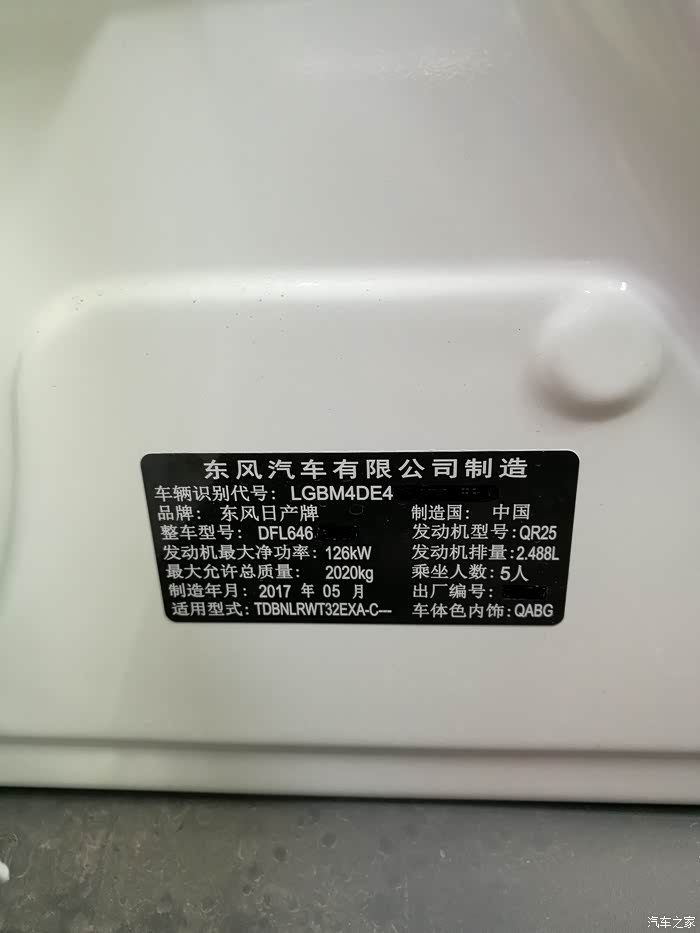 东风汽车有限公司制造
车辆识别代号: LGBM4DE4
品牌: 东风日产牌 制造国: 中国
整车型号: DFL646 发动机型号: QR25
发动机最大净功率: 126kW 发动机排量: 2.488L
最大允许总质量: 2020kg 乘坐人数: 5人
制造年月: 2017 年 05 月 出厂编号:
适用型式: TDBNLRWT32EXA-C--- 车体色内饰: QABG
汽车之家